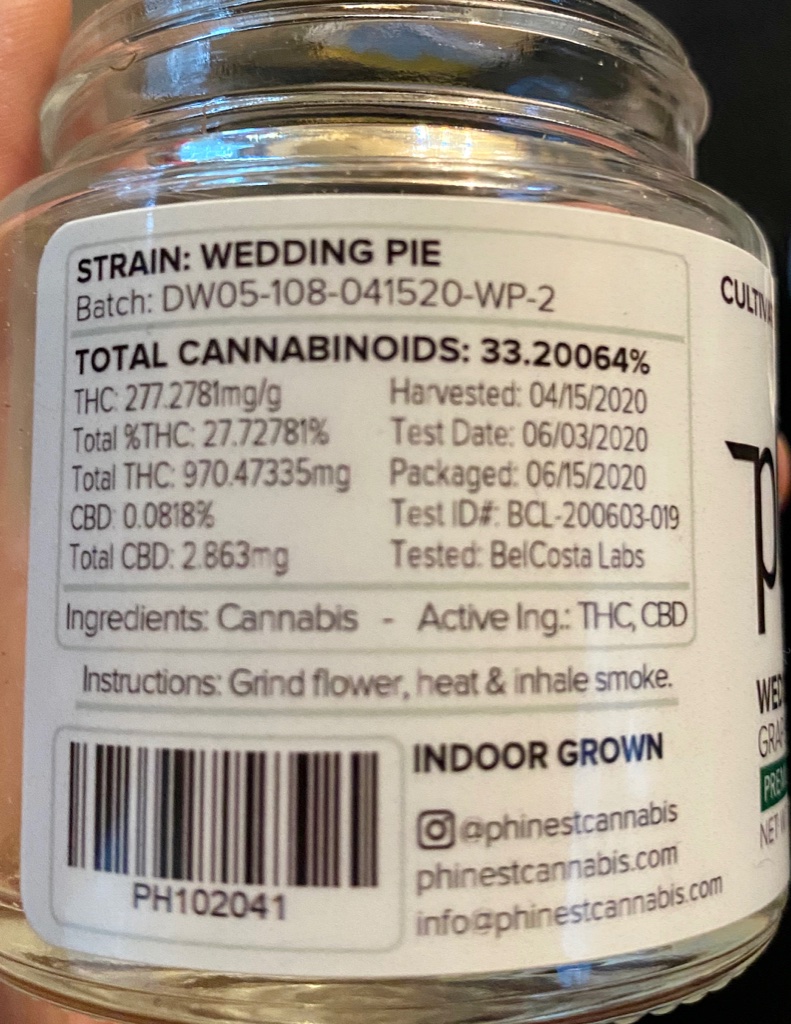 STRAIN: WEDDING PIE
Batch: DW05-108-041520-WP-2
TOTAL CANNABINOIDS: 33.20064%
THC: 277.2781mg/g
Total %THC: 27.72781%
Total THC: 970.47335mg
CBD: 0.0818%
Total CBD: 2.863mg
Harvested: 04/15/2020
Test Date: 06/03/2020
Packaged: 06/15/2020
Test ID#: BCL-200603-019
Tested: BelCosta Labs
Ingredients: Cannabis - Active Ing.: THC, CBD
Instructions: Grind flower, heat & inhale smoke.
PH102041
INDOOR GROWN
@phinestcannabis
phinestcannabis.com
info@phinestcannabis.com